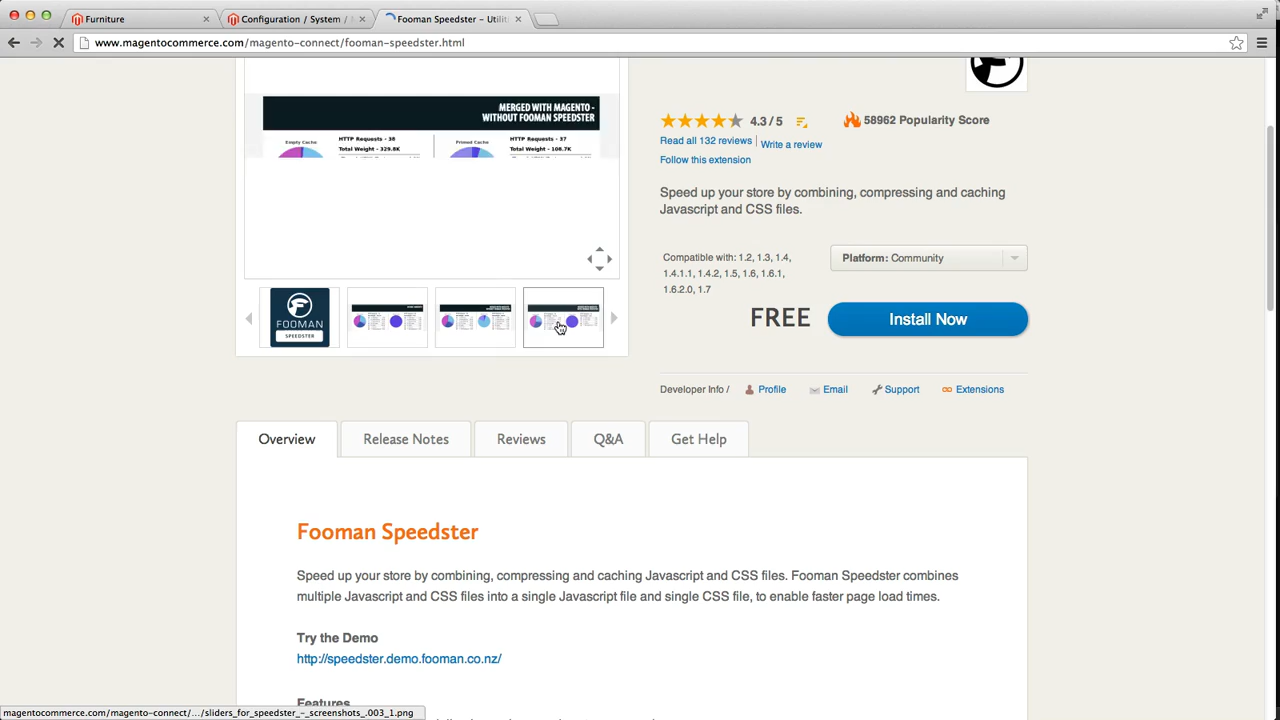 Furniture
Configuration / System /
Fooman Speedster – Utilit
www.magentocommerce.com/magento-connect/fooman-speedster.html
MERGED WITH MAGENTO -
WITHOUT FOOMAN SPEEDSTER
HTTP Requests - 36
Empty Cache
Total Weight - 329.8K
HTTP Requests - 37
Primed Cache
Total Weight - 106.7K
FOOMAN
SPEEDSTER
4.3 / 5
58962 Popularity Score
Read all 132 reviews
Write a review
Follow this extension
Speed up your store by combining, compressing and caching
Javascript and CSS files.
Compatible with: 1.2, 1.3, 1.4,
1.4.1.1, 1.4.2, 1.5, 1.6, 1.6.1,
1.6.2.0, 1.7
Platform: Community
FREE
Install Now
Developer Info / Profile Email Support Extensions
Overview
Release Notes
Reviews
Q&A
Get Help
Fooman Speedster
Speed up your store by combining, compressing and caching Javascript and CSS files. Fooman Speedster combines
multiple Javascript and CSS files into a single Javascript file and single CSS file, to enable faster page load times.
Try the Demo
http://speedster.demo.fooman.co.nz/
Features
magentocommerce.com/magento-connect/.../sliders_for_speedster_-_screenshots_.003_1.png